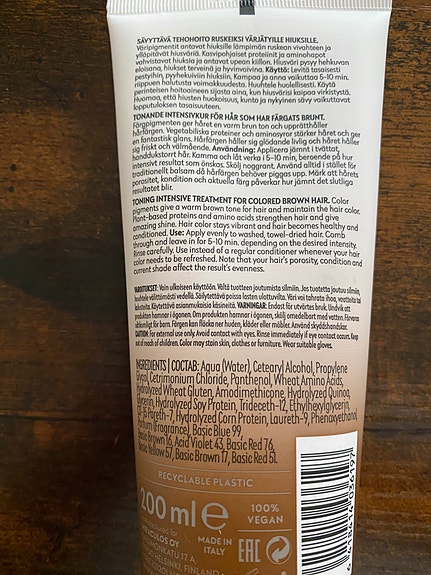 SÄVYTTÄVÄ TEHOHOITO RUSKEIKSI VÄRJÄTYILLE HIUKSILLE.
Väripigmentit antavat hiuksille lämpimän ruskean vivahteen ja
ylläpitävät hiusväriä. Kasvipohjaiset proteiinit ja aminohapot
vahvistavat hiuksia ja antavat upean kiillon. Hiusväri pysyy hehkuvan
eloisana, hiukset terveinä ja hyvinvoivina. Käyttö: Levitä tasaisesti
pestyihin, pyyhekuiviin hiuksiin. Kampaa ja anna vaikuttaa 5-10 min.
riippuen halutusta voimakkuudesta. Huuhtele huolellisesti. Käytä
perinteisen hoitoaineen sijasta aina, kun hiusvärisi kaipaa virkistystä.
Huomaa, että hiusten huokoisuus, kunto ja nykyinen sävy vaikuttavat
lopputuloksen tasaisuuteen.
TONANDE INTENSIVKUR FÖR HÅR SOM HAR FÄRGATS BRUNT.
Färgpigmenten ger håret en varm brun ton och upprätthåller
hårfärgen. Vegetabiliska proteiner och aminosyror stärker håret och ger
en fantastisk glans. Hårfärgen håller sig glödande livlig och håret håller
sig friskt och välmående. Användning: Applicera jämnt i tvättat,
handdukstorrt hår. Kamma och låt verka i 5-10 min, beroende på hur
intensivt resultat som önskas. Skölj noggrant. Använd alltid i stället för
traditionellt balsam då hårfärgen behöver piggas upp. Märk att hårets
porositet, kondition och aktuella färg påverkar hur jämnt det slutliga
resultatet blir.
TONING INTENSIVE TREATMENT FOR COLORED BROWN HAIR. Color
pigments give a warm brown tone for hair and maintain the hair color.
Plant-based proteins and amino acids strengthen hair and give
amazing shine. Hair color stays vibrant and hair becomes healthy and
conditioned. Use: Apply evenly to washed, towel-dried hair. Comb
through and leave in for 5-10 min. depending on the desired intensity.
Rinse carefully. Use instead of a regular conditioner whenever your hair
color needs to be refreshed. Note that your hair's porosity, condition and
current shade affect the result's evenness.
VAROITUKSET: Vain ulkoiseen käyttöön. Vältä tuotteen joutumista silmiin. Jos tuotetta joutuu silmiin,
huuhtele välittömästi vedellä. Säilytettävä poissa lasten ulottuvilta. Väri voi tahrata ihoa, vaatteita tai
kalusteita. Käytettävä asianmukaisia käsineitä. VARNINGAR: Endast för utvärtes bruk. Undvik att
produkten hamnar i ögonen. Om produkten hamnar i ögonen, skölj omedelbart med vatten. Förvaras
oåtkomligt för barn. Färgen kan fläcka ner huden, kläder eller möbler. Använd skyddshandskar.
CAUTION: For external use only. Avoid contact with eyes. Rinse immediately if eye contact occurs. Keep
out of reach of children. Color may stain skin, clothes or furniture. Wear suitable gloves.
INGREDIENTS | СОСТАВ: Aqua (Water), Cetearyl Alcohol, Propylene
Glycol, Cetrimonium Chloride, Panthenol, Wheat Amino Acids,
Hydrolyzed Wheat Gluten, Amodimethicone, Hydrolyzed Quinoa,
Glycerin, Hydrolyzed Soy Protein, Trideceth-12, Ethylhexylglycerin,
Pareth-7, Hydrolyzed Corn Protein, Laureth-9, Phenoxyethanol,
Parfum (Fragrance), Basic Blue 99,
Basic Brown 16, Acid Violet 43, Basic Red 76,
Basic Yellow 57, Basic Brown 17, Basic Red 51.
RECYCLABLE PLASTIC
200 ml e
100%
VEGAN
MIRACULOS OY
MADE IN
ITALY
EAC
HELSINKI, FINLAND
6 418414 036197